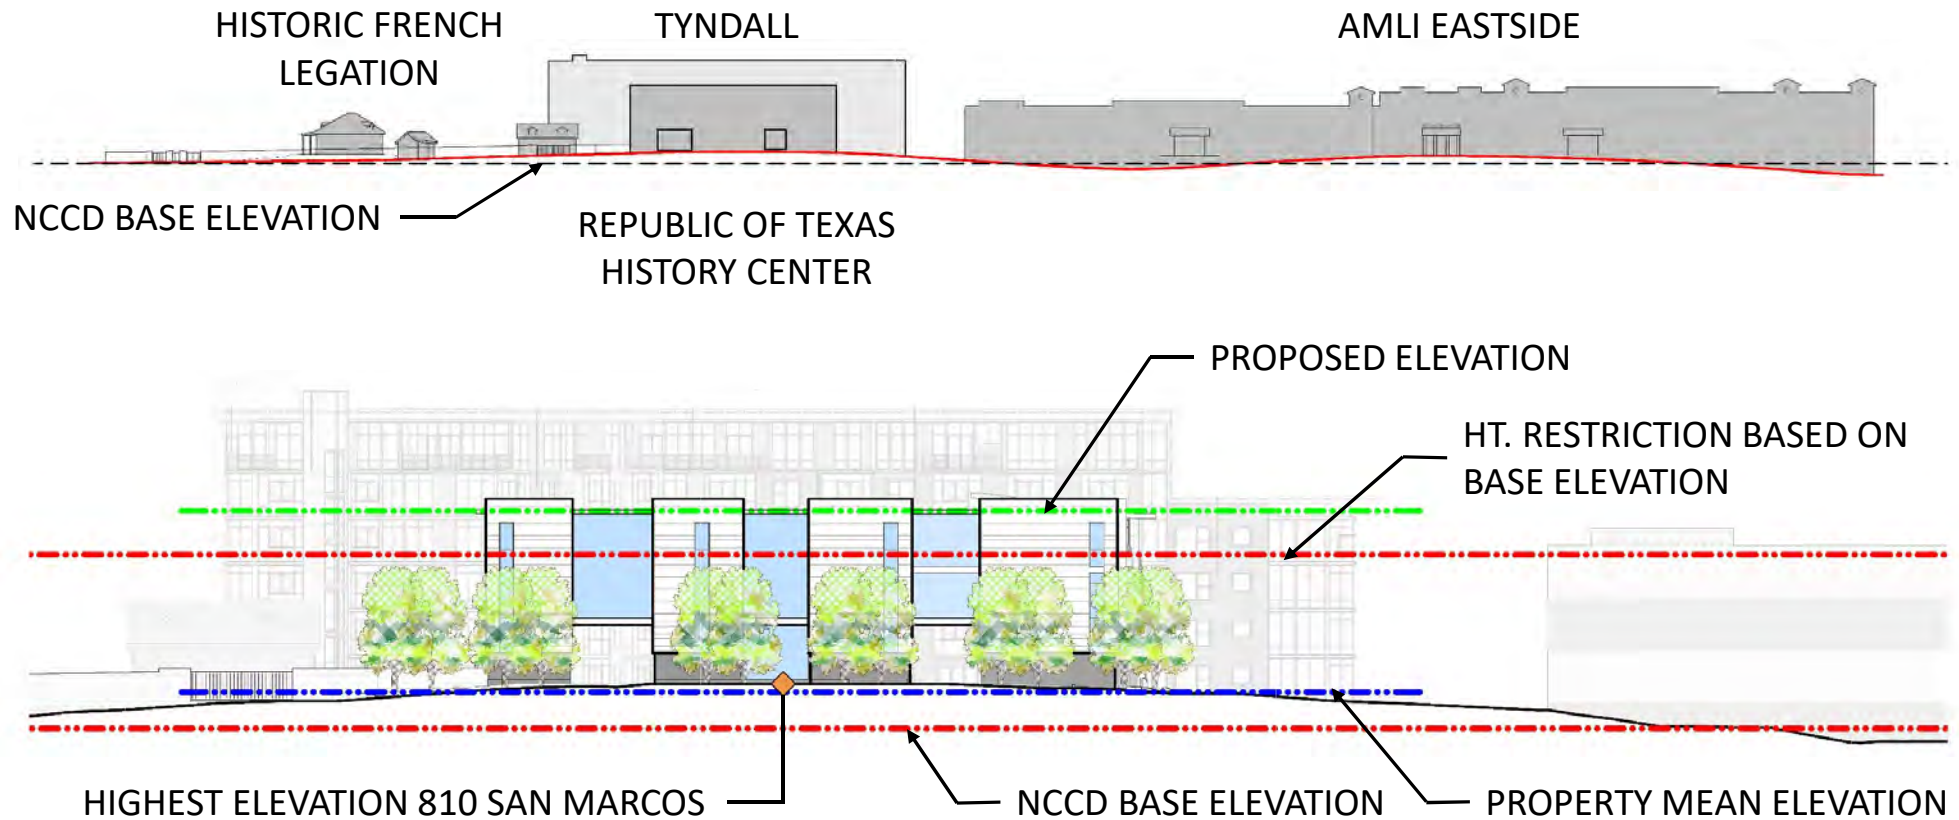 HISTORIC FRENCH
LEGATION
TYNDALL
AMLI EASTSIDE
NCCD BASE ELEVATION
REPUBLIC OF TEXAS
HISTORY CENTER
PROPOSED ELEVATION
HT. RESTRICTION BASED ON
BASE ELEVATION
HIGHEST ELEVATION 810 SAN MARCOS
NCCD BASE ELEVATION
PROPERTY MEAN ELEVATION